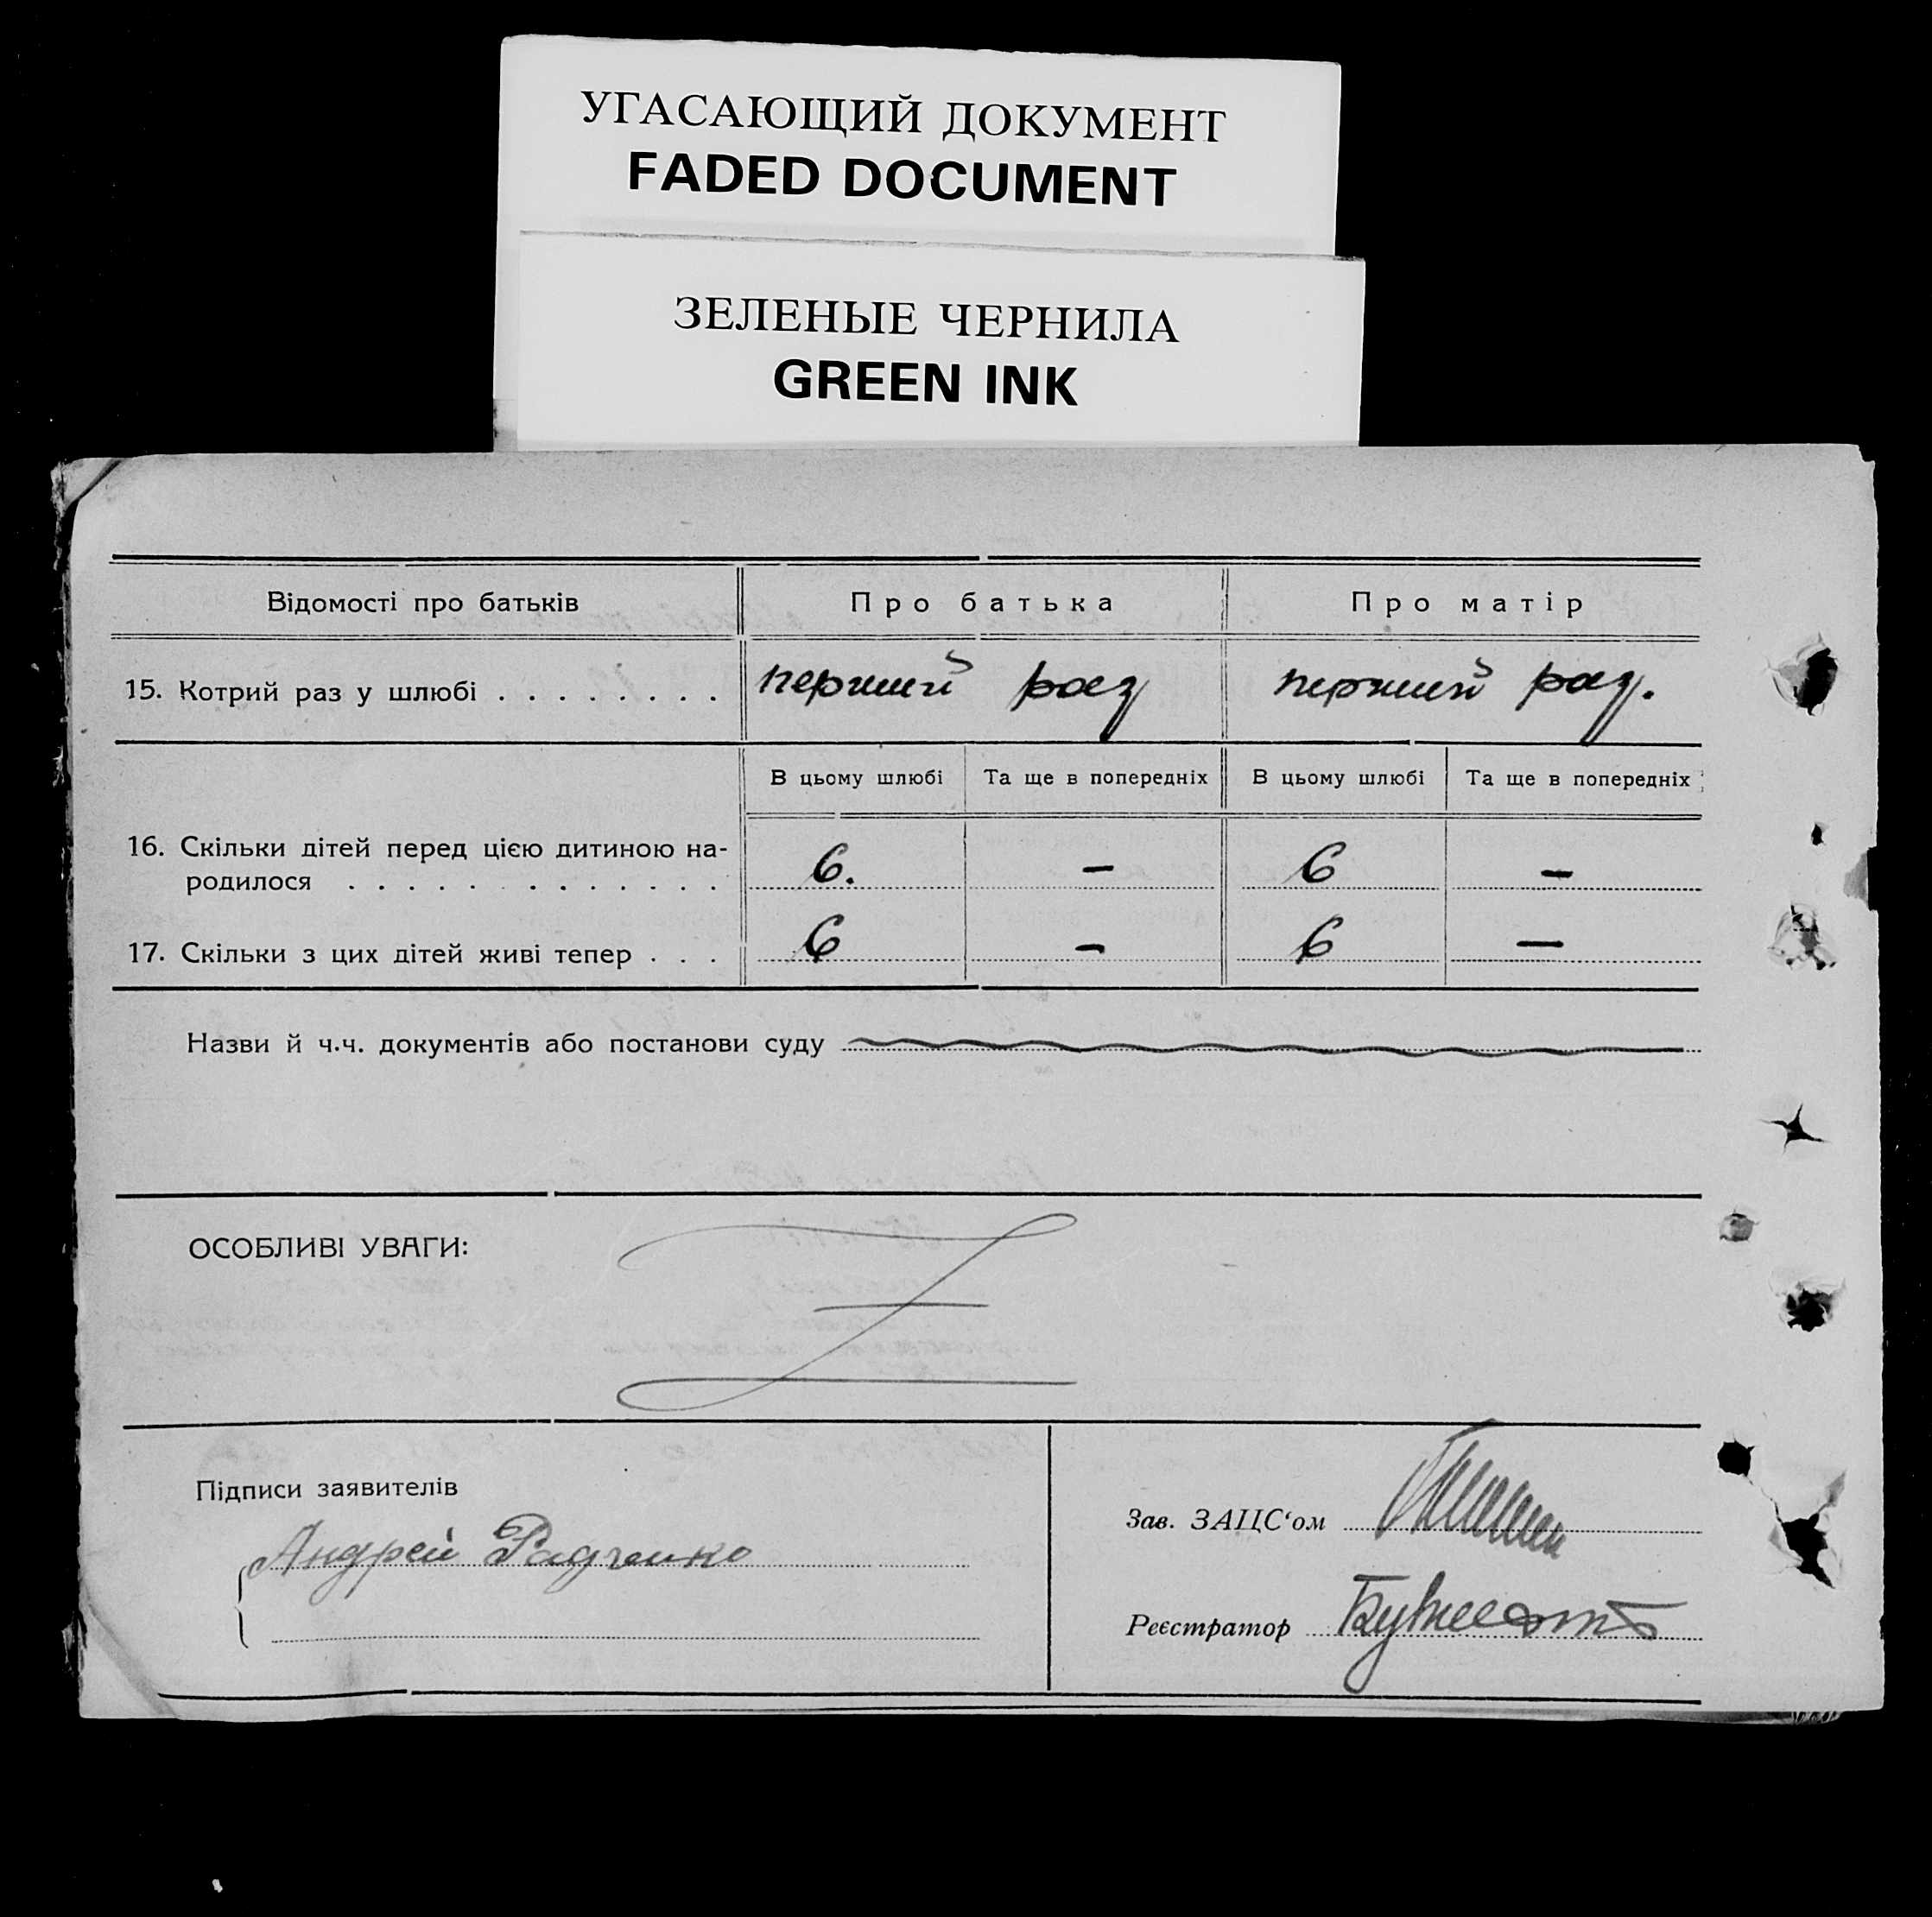 УГАСАЮЩИЙ ДОКУМЕНТ
FADED DOCUMENT
ЗЕЛЕНЫЕ ЧЕРНИЛА
GREEN INK
Відомості про батьків Про батька Про матір
15. Котрий раз у шлюбі . . . . . . . . перший раз перший раз.
В цьому шлюбі Та ще в попередніх В цьому шлюбі Та ще в попередніх
16. Скільки дітей перед цією дитиною на-
родилося . . . . . . . . . . . . . 6. — 6 —
17. Скільки з цих дітей живі тепер . . . 6 — 6 —
Назви й ч.ч. документів або постанови суду
ОСОБЛИВІ УВАГИ:
Підписи заявителів
Андрей Радченко
Зав. ЗАЦС‘ом
Реєстратор